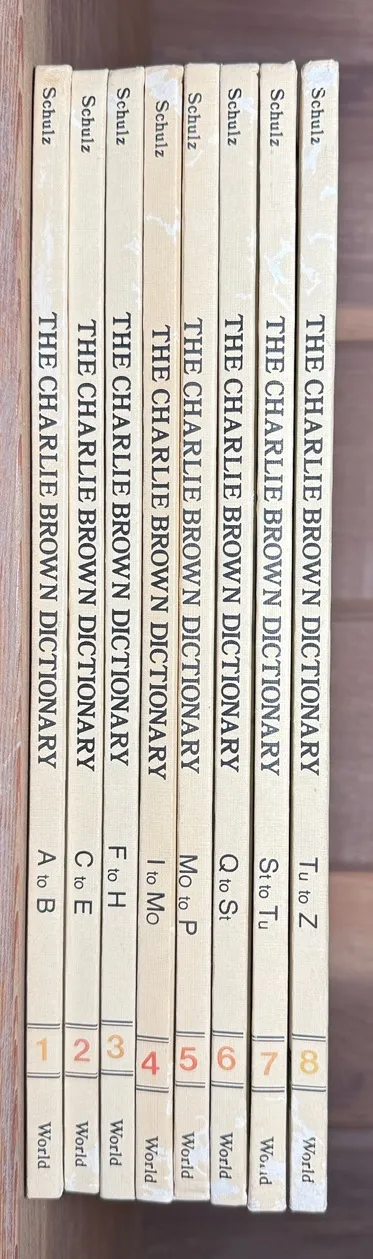 Schulz THE CHARLIE BROWN DICTIONARY A to B 1 World
Schulz THE CHARLIE BROWN DICTIONARY C to E 2 World
Schulz THE CHARLIE BROWN DICTIONARY F to H 3 World
Schulz THE CHARLIE BROWN DICTIONARY I to Mo 4 World
Schulz THE CHARLIE BROWN DICTIONARY Mo to P 5 World
Schulz THE CHARLIE BROWN DICTIONARY Q to St 6 World
Schulz THE CHARLIE BROWN DICTIONARY St to Tu 7 World
Schulz THE CHARLIE BROWN DICTIONARY Tu to Z 8 World